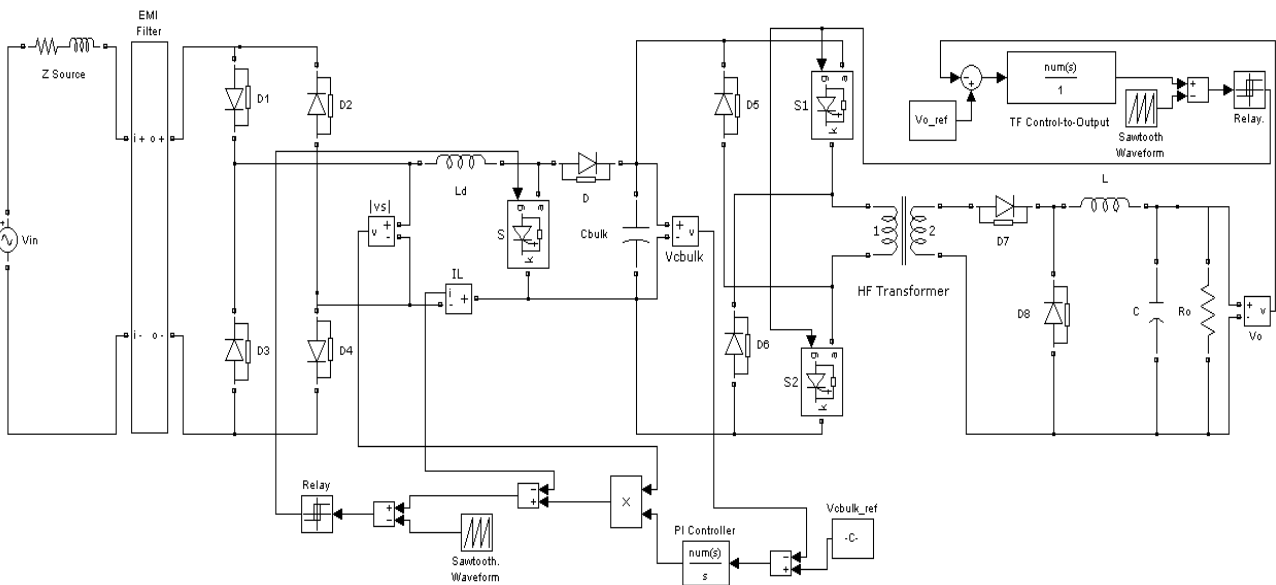 EMI
Filter
Z Source
i+ o+
i- o-
+
Vin
D1
D2
D3
D4
|vs|
+
v
-
IL
i
-
+
Ld
g
a
S
k
D
Cbulk
+
v
-
Vcbulk
D5
D6
g
a
S1
k
g
a
S2
k
1
2
HF Transformer
D7
D8
L
C
Ro
+
v
-
Vo
-
+
Vo_ref
num(s)
1
TF Control-to-Output
Sawtooth
Waveform
+
-
Relay.
Relay
+
-
Sawtooth.
Waveform
-
+
X
PI Controller
num(s)
s
-
+
Vcbulk_ref
-C-